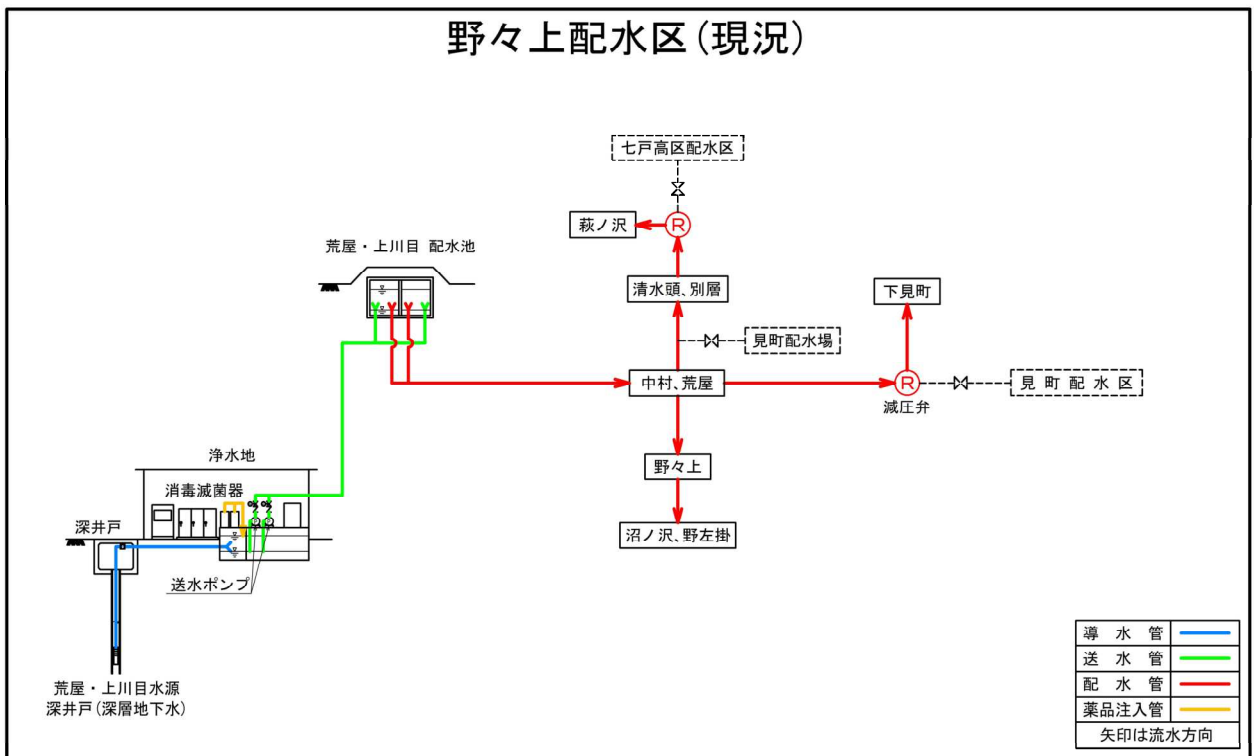 野々上配水区(現況)
七戸高区配水区
R
萩ノ沢
荒屋・上川目 配水池
清水頭、別層
下見町
見町配水場
中村、荒屋
R
見町配水区
減圧弁
浄水地
野々上
消毒滅菌器
深井戸
沼ノ沢、野左掛
送水ポンプ
荒屋・上川目水源
深井戸(深層地下水)
導水管
送水管
配水管
薬品注入管
矢印は流水方向